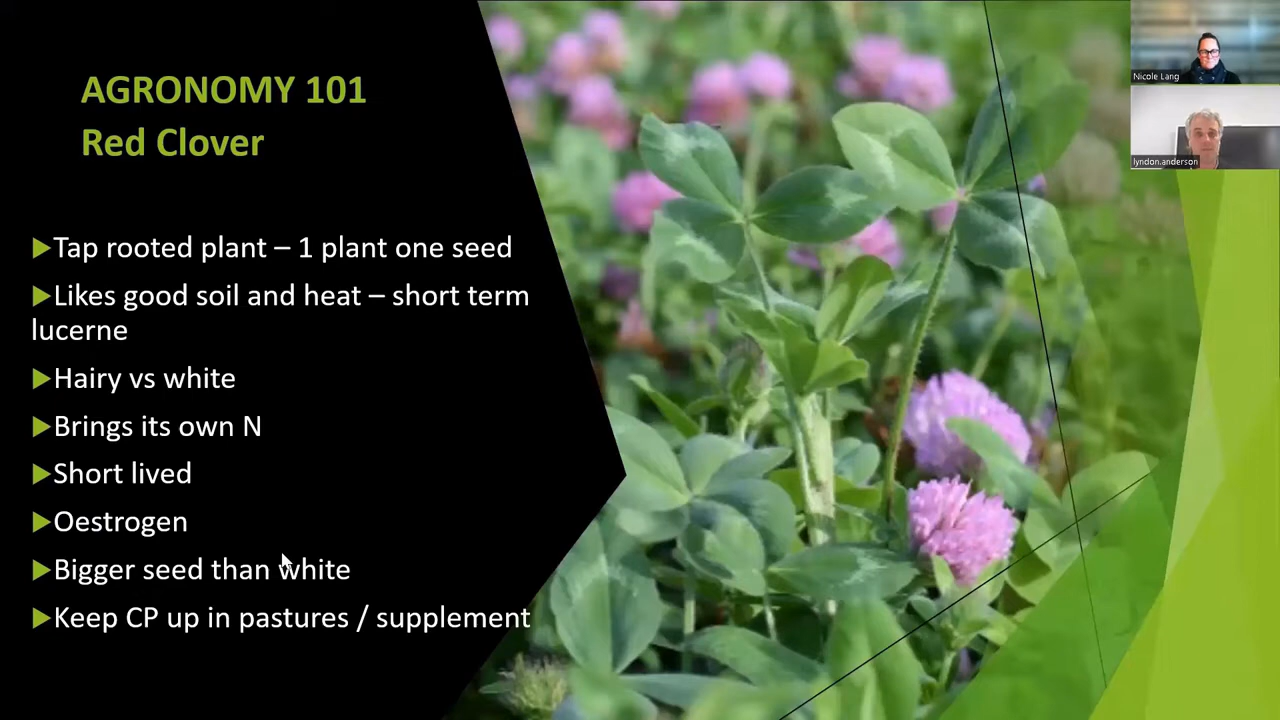 AGRONOMY 101
Red Clover
Tap rooted plant – 1 plant one seed
Likes good soil and heat – short term
lucerne
Hairy vs white
Brings its own N
Short lived
Oestrogen
Bigger seed than white
Keep CP up in pastures / supplement
Nicole Lang
lyndon.anderson